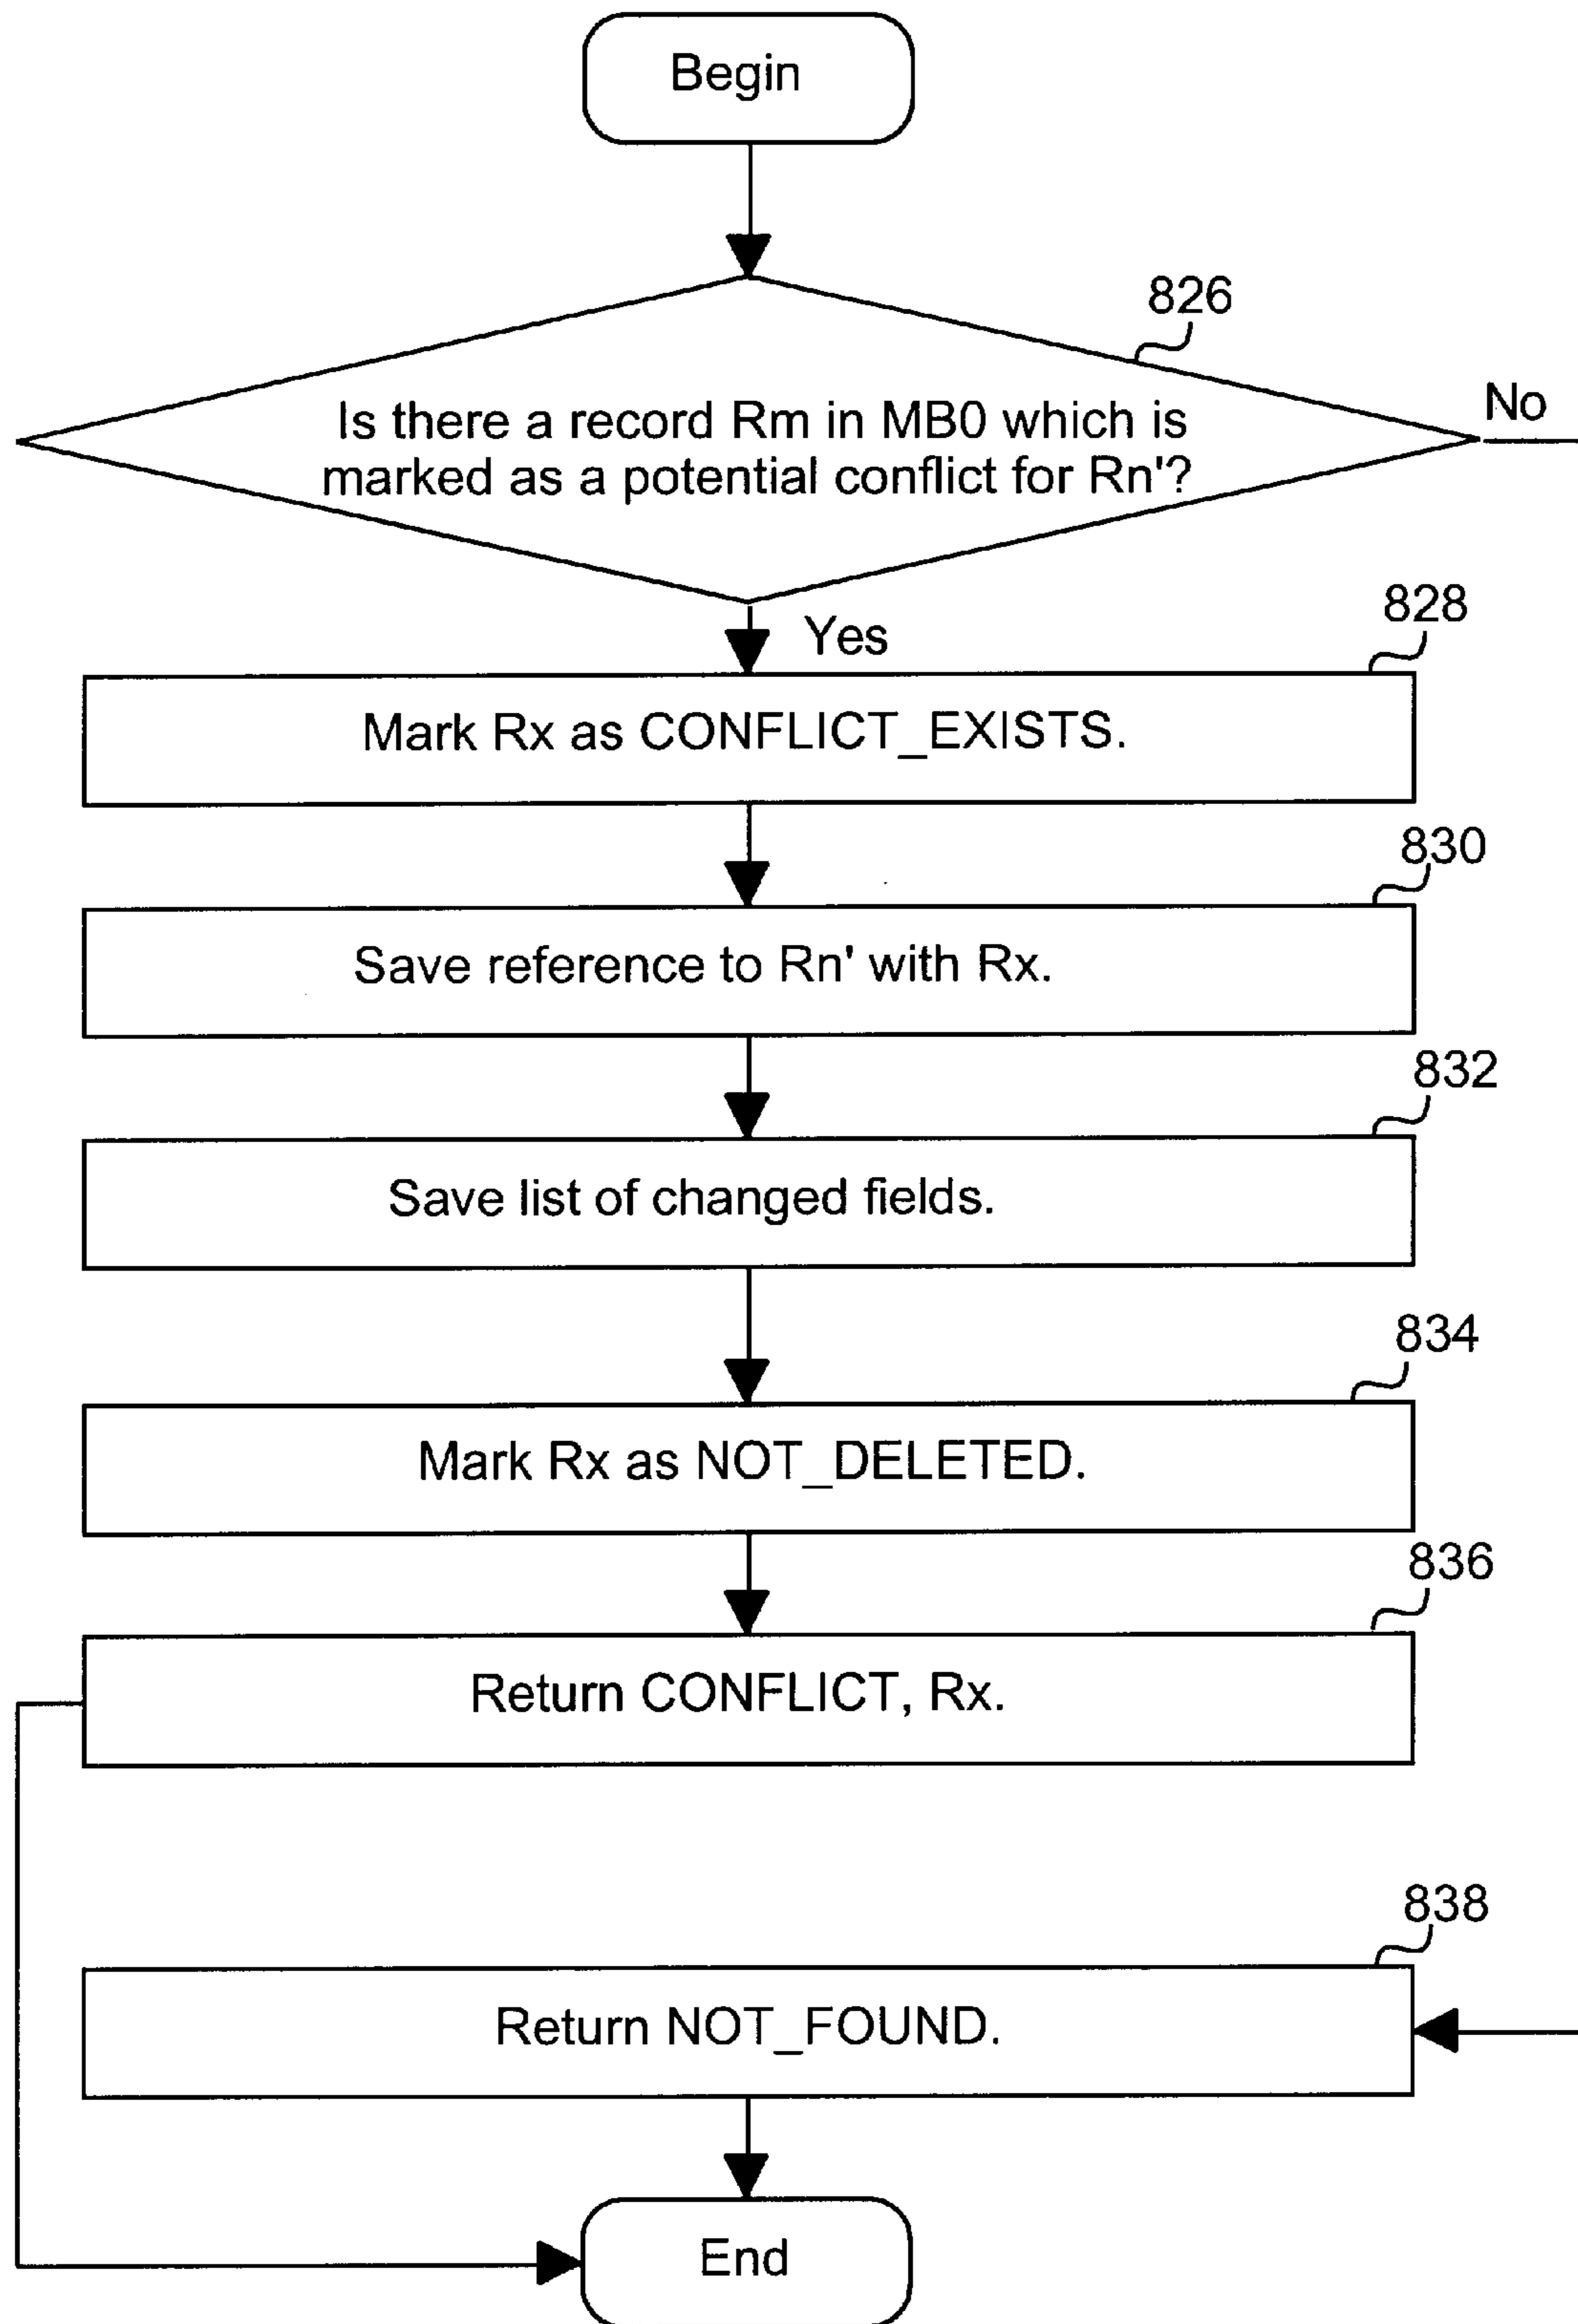 Begin
826
Is there a record Rm in MB0 which is
marked as a potential conflict for Rn'?
No
Yes
828
Mark Rx as CONFLICT_EXISTS.
830
Save reference to Rn' with Rx.
832
Save list of changed fields.
834
Mark Rx as NOT_DELETED.
836
Return CONFLICT, Rx.
838
Return NOT_FOUND.
End